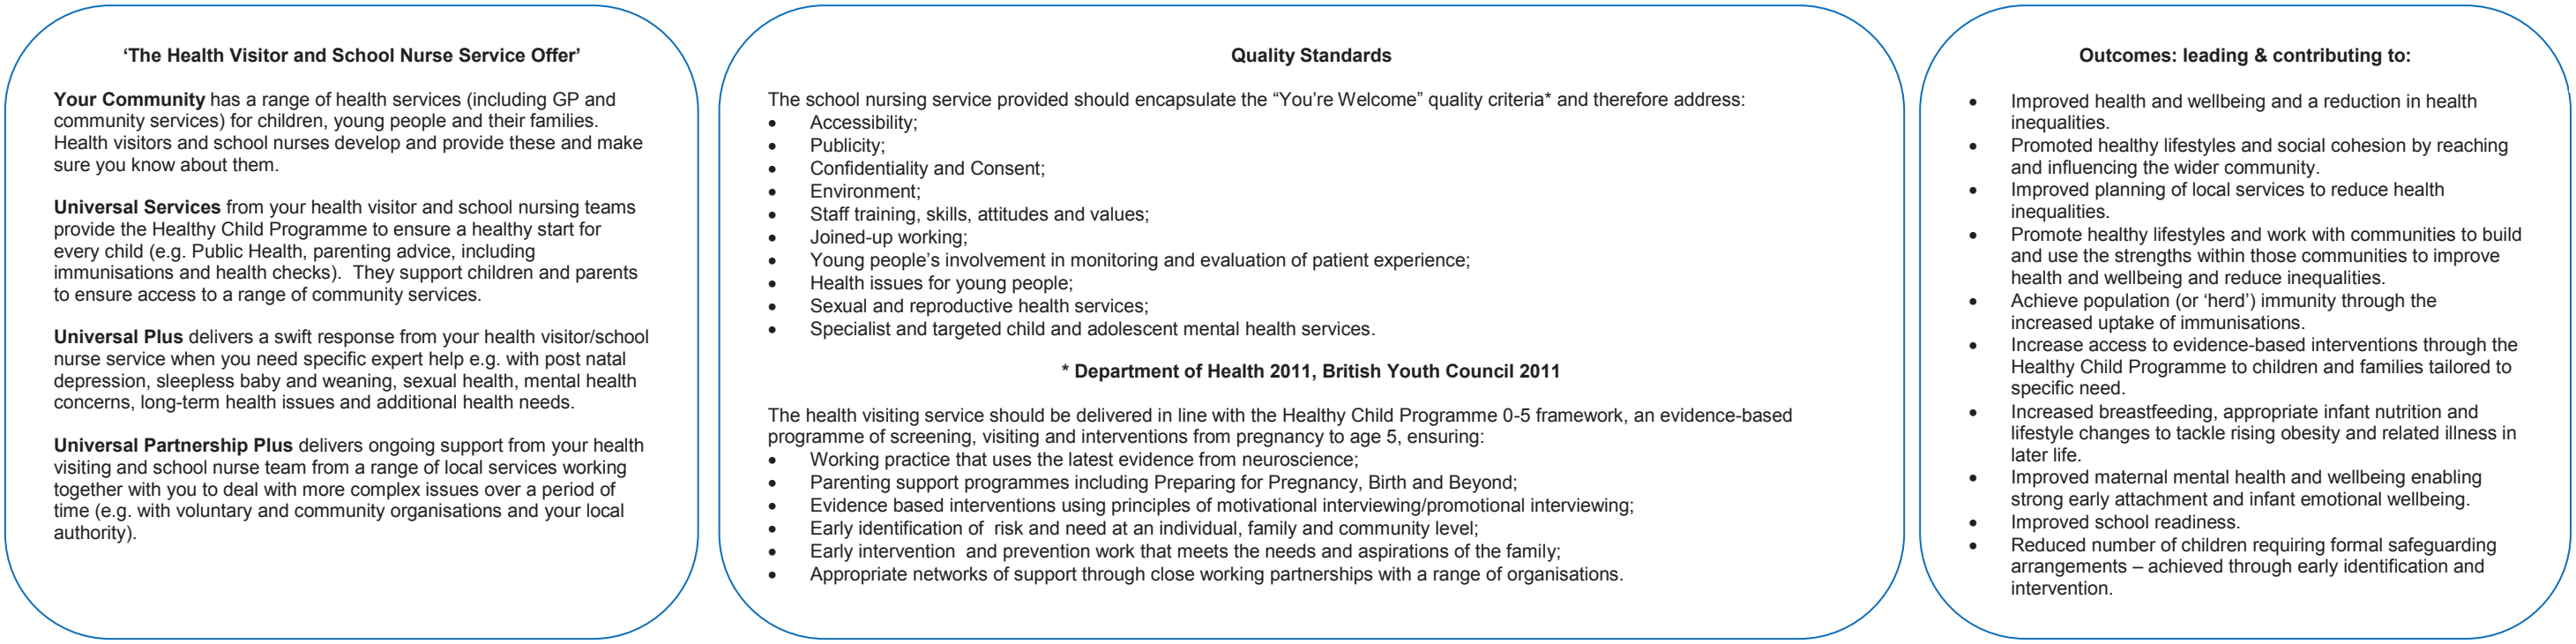 ‘The Health Visitor and School Nurse Service Offer’
Your Community has a range of health services (including GP and
community services) for children, young people and their families.
Health visitors and school nurses develop and provide these and make
sure you know about them.
Universal Services from your health visitor and school nursing teams
provide the Healthy Child Programme to ensure a healthy start for
every child (e.g. Public Health, parenting advice, including
immunisations and health checks).  They support children and parents
to ensure access to a range of community services.
Universal Plus delivers a swift response from your health visitor/school
nurse service when you need specific expert help e.g. with post natal
depression, sleepless baby and weaning, sexual health, mental health
concerns, long-term health issues and additional health needs.
Universal Partnership Plus delivers ongoing support from your health
visiting and school nurse team from a range of local services working
together with you to deal with more complex issues over a period of
time (e.g. with voluntary and community organisations and your local
authority).
Quality Standards
The school nursing service provided should encapsulate the “You’re Welcome” quality criteria* and therefore address:
• Accessibility;
• Publicity;
• Confidentiality and Consent;
• Environment;
• Staff training, skills, attitudes and values;
• Joined-up working;
• Young people’s involvement in monitoring and evaluation of patient experience;
• Health issues for young people;
• Sexual and reproductive health services;
• Specialist and targeted child and adolescent mental health services.
* Department of Health 2011, British Youth Council 2011
The health visiting service should be delivered in line with the Healthy Child Programme 0-5 framework, an evidence-based
programme of screening, visiting and interventions from pregnancy to age 5, ensuring:
• Working practice that uses the latest evidence from neuroscience;
• Parenting support programmes including Preparing for Pregnancy, Birth and Beyond;
• Evidence based interventions using principles of motivational interviewing/promotional interviewing;
• Early identification of  risk and need at an individual, family and community level;
• Early intervention  and prevention work that meets the needs and aspirations of the family;
• Appropriate networks of support through close working partnerships with a range of organisations.
Outcomes: leading & contributing to:
• Improved health and wellbeing and a reduction in health
inequalities.
• Promoted healthy lifestyles and social cohesion by reaching
and influencing the wider community.
• Improved planning of local services to reduce health
inequalities.
• Promote healthy lifestyles and work with communities to build
and use the strengths within those communities to improve
health and wellbeing and reduce inequalities.
• Achieve population (or ‘herd’) immunity through the
increased uptake of immunisations.
• Increase access to evidence-based interventions through the
Healthy Child Programme to children and families tailored to
specific need.
• Increased breastfeeding, appropriate infant nutrition and
lifestyle changes to tackle rising obesity and related illness in
later life.
• Improved maternal mental health and wellbeing enabling
strong early attachment and infant emotional wellbeing.
• Improved school readiness.
• Reduced number of children requiring formal safeguarding
arrangements – achieved through early identification and
intervention.